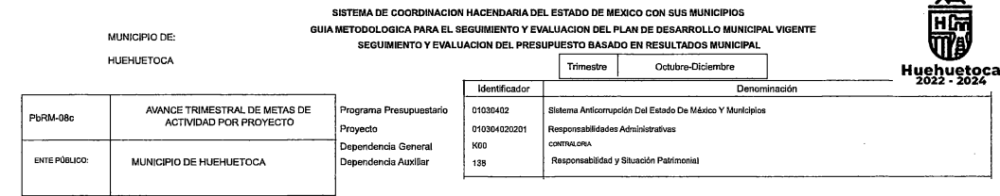 SISTEMA DE COORDINACION HACENDARIA DEL ESTADO DE MEXICO CON SUS MUNICIPIOS
GUIA METODOLOGICA PARA EL SEGUIMIENTO Y EVALUACION DEL PLAN DE DESARROLLO MUNICIPAL VIGENTE
SEGUIMIENTO Y EVALUACION DEL PRESUPUESTO BASADO EN RESULTADOS MUNICIPAL
MUNICIPIO DE:
HUEHUETOCA
Trimestre Octubre-Diciembre
Huehuetoca
2022 - 2024
Identificador Denominación
PbRM-08c AVANCE TRIMESTRAL DE METAS DE ACTIVIDAD POR PROYECTO
ENTE PÚBLICO: MUNICIPIO DE HUEHUETOCA
Programa Presupuestario 01030402 Sistema Anticorrupción Del Estado De México Y Municipios
Proyecto 010304020201 Responsabilidades Administrativas
Dependencia General K00 CONTRALORIA
Dependencia Auxiliar 138 Responsabilidad y Situación Patrimonial